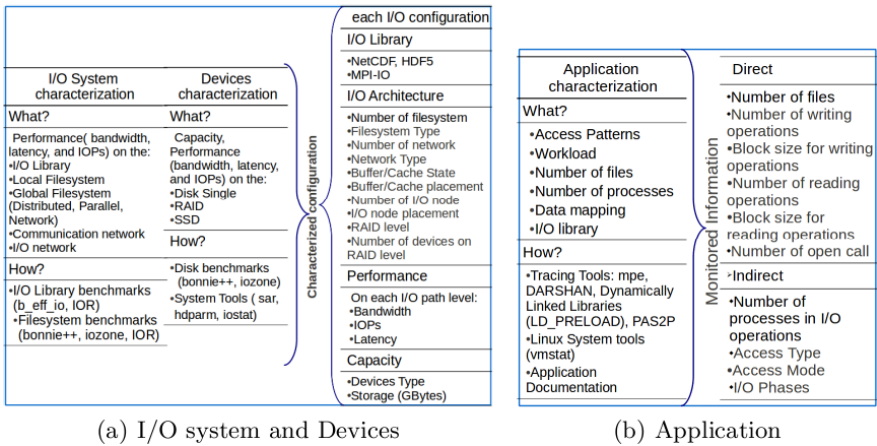 I/O System
characterization
What?
Performance( bandwidth,
latency, and IOPs) on the:
•I/O Library
•Local Filesystem
•Global Filesystem
(Distributed, Parallel,
Network)
•Communication network
•I/O network
How?
•I/O Library benchmarks
(b_eff_io, IOR)
•Filesystem benchmarks
(bonnie++, iozone, IOR)
Devices
characterization
What?
Capacity,
Performance
(bandwidth, latency,
and IOPs) on the:
•Disk Single
•RAID
•SSD
How?
•Disk benchmarks
(bonnie++, iozone)
•System Tools ( sar,
hdparm, iostat)
Characterized configuration
each I/O configuration
I/O Library
•NetCDF, HDF5
•MPI-IO
I/O Architecture
•Number of filesystem
•Filesystem Type
•Number of network
•Network Type
•Buffer/Cache State
•Buffer/Cache placement
•Number of I/O node
•I/O node placement
•RAID level
•Number of devices on
RAID level
Performance
On each I/O path level:
•Bandwidth
•IOPs
•Latency
Capacity
•Devices Type
•Storage (GBytes)
(a) I/O system and Devices
Application
characterization
What?
•Access Patterns
•Workload
•Number of files
•Number of processes
•Data mapping
•I/O library
How?
•Tracing Tools: mpe,
DARSHAN, Dynamically
Linked Libraries
(LD_PRELOAD), PAS2P
•Linux System tools
(vmstat)
•Application
Documentation
Monitored Information
Direct
•Number of files
•Number of writing
operations
•Block size for writing
operations
•Number of reading
operations
•Block size for
reading operations
•Number of open call
➢Indirect
•Number of
processes in I/O
operations
•Access Type
•Access Mode
•I/O Phases
(b) Application